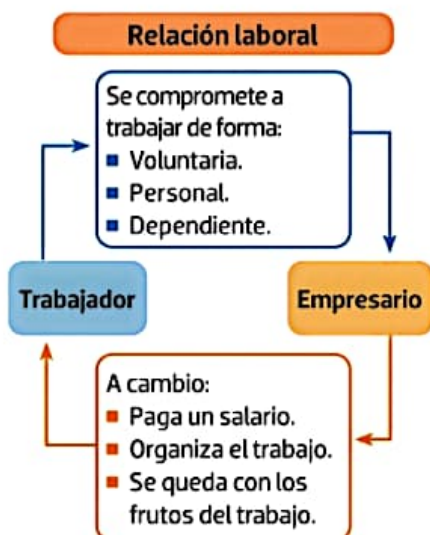 Relación laboral
Se compromete a
trabajar de forma:
■ Voluntaria.
■ Personal.
■ Dependiente.
Trabajador
Empresario
A cambio:
■ Paga un salario.
■ Organiza el trabajo.
■ Se queda con los
frutos del trabajo.